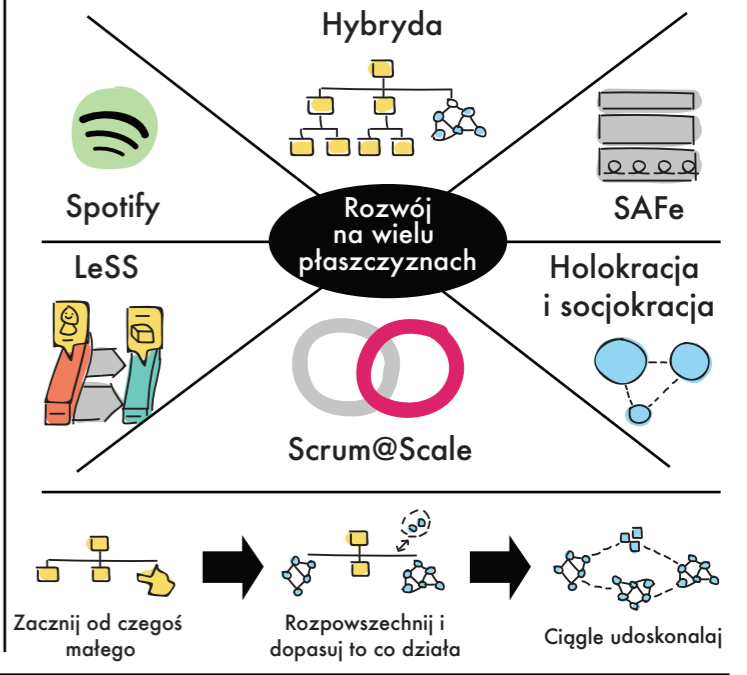 Hybryda
Spotify
SAFe
Rozwój
na wielu
płaszczyznach
LeSS
Holokracja
i socjokracja
Scrum@Scale
Zacznij od czegoś
małego
Rozpowszechnij i
dopasuj to co działa
Ciągle udoskonalaj